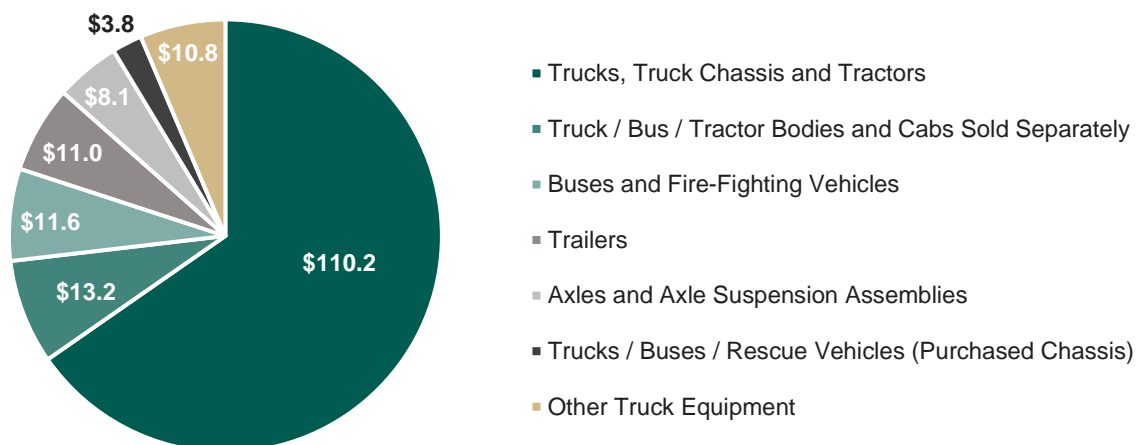 $3.8
$10.8
$8.1
$11.0
$11.6
$13.2
$110.2
Trucks, Truck Chassis and Tractors
Truck / Bus / Tractor Bodies and Cabs Sold Separately
Buses and Fire-Fighting Vehicles
Trailers
Axles and Axle Suspension Assemblies
Trucks / Buses / Rescue Vehicles (Purchased Chassis)
Other Truck Equipment